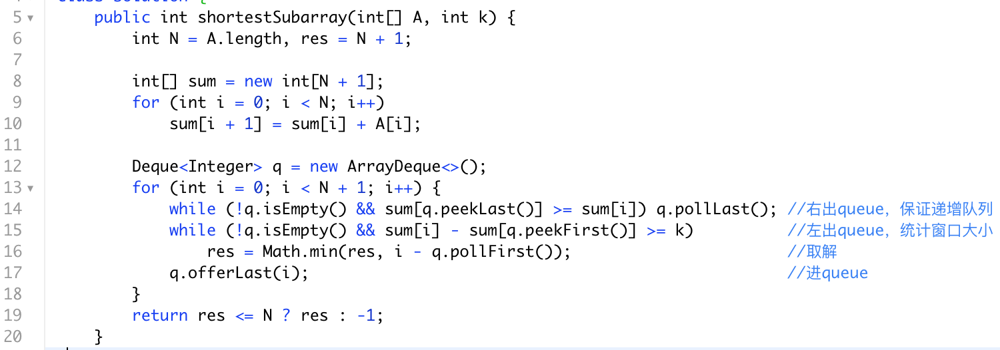 class Solution {
5 public int shortestSubarray(int[] A, int k) {
6 int N = A.length, res = N + 1;
7
8 int[] sum = new int[N + 1];
9 for (int i = 0; i < N; i++)
10 sum[i + 1] = sum[i] + A[i];
11
12 Deque<Integer> q = new ArrayDeque<>();
13 for (int i = 0; i < N + 1; i++) {
14 while (!q.isEmpty() && sum[q.peekLast()] >= sum[i]) q.pollLast(); //右出queue，保证递增队列
15 while (!q.isEmpty() && sum[i] - sum[q.peekFirst()] >= k) //左出queue，统计窗口大小
16 res = Math.min(res, i - q.pollFirst()); //取解
17 q.offerLast(i); //进queue
18 }
19 return res <= N ? res : -1;
20 }